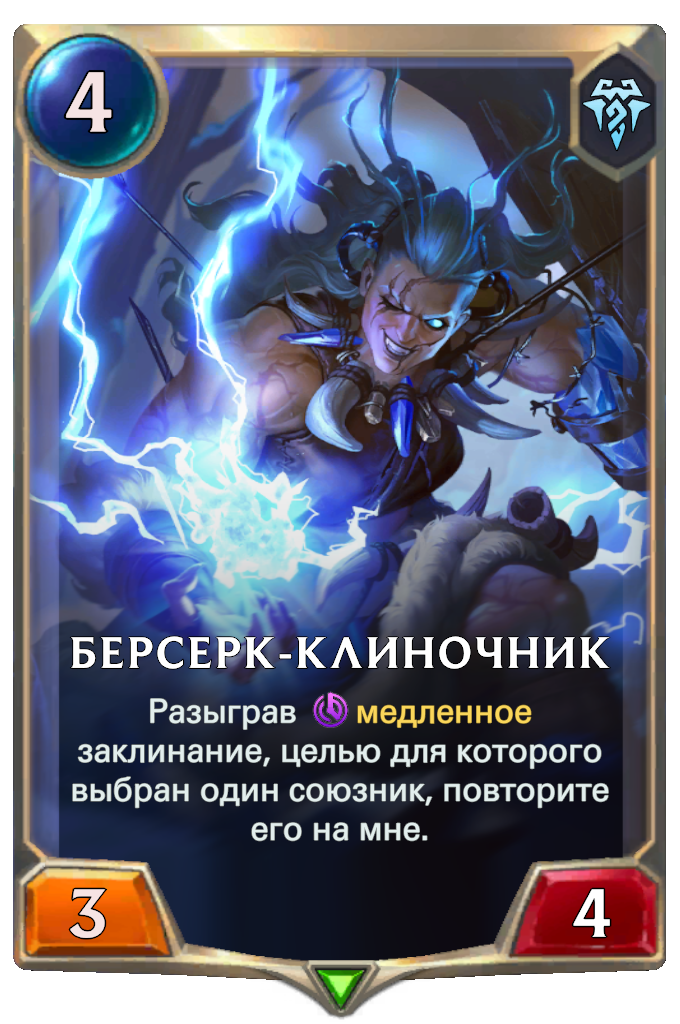 4
БЕРСЕРК-КЛИНОЧНИК
Разыграв медленное
заклинание, целью для которого
выбран один союзник, повторите
его на мне.
3
4